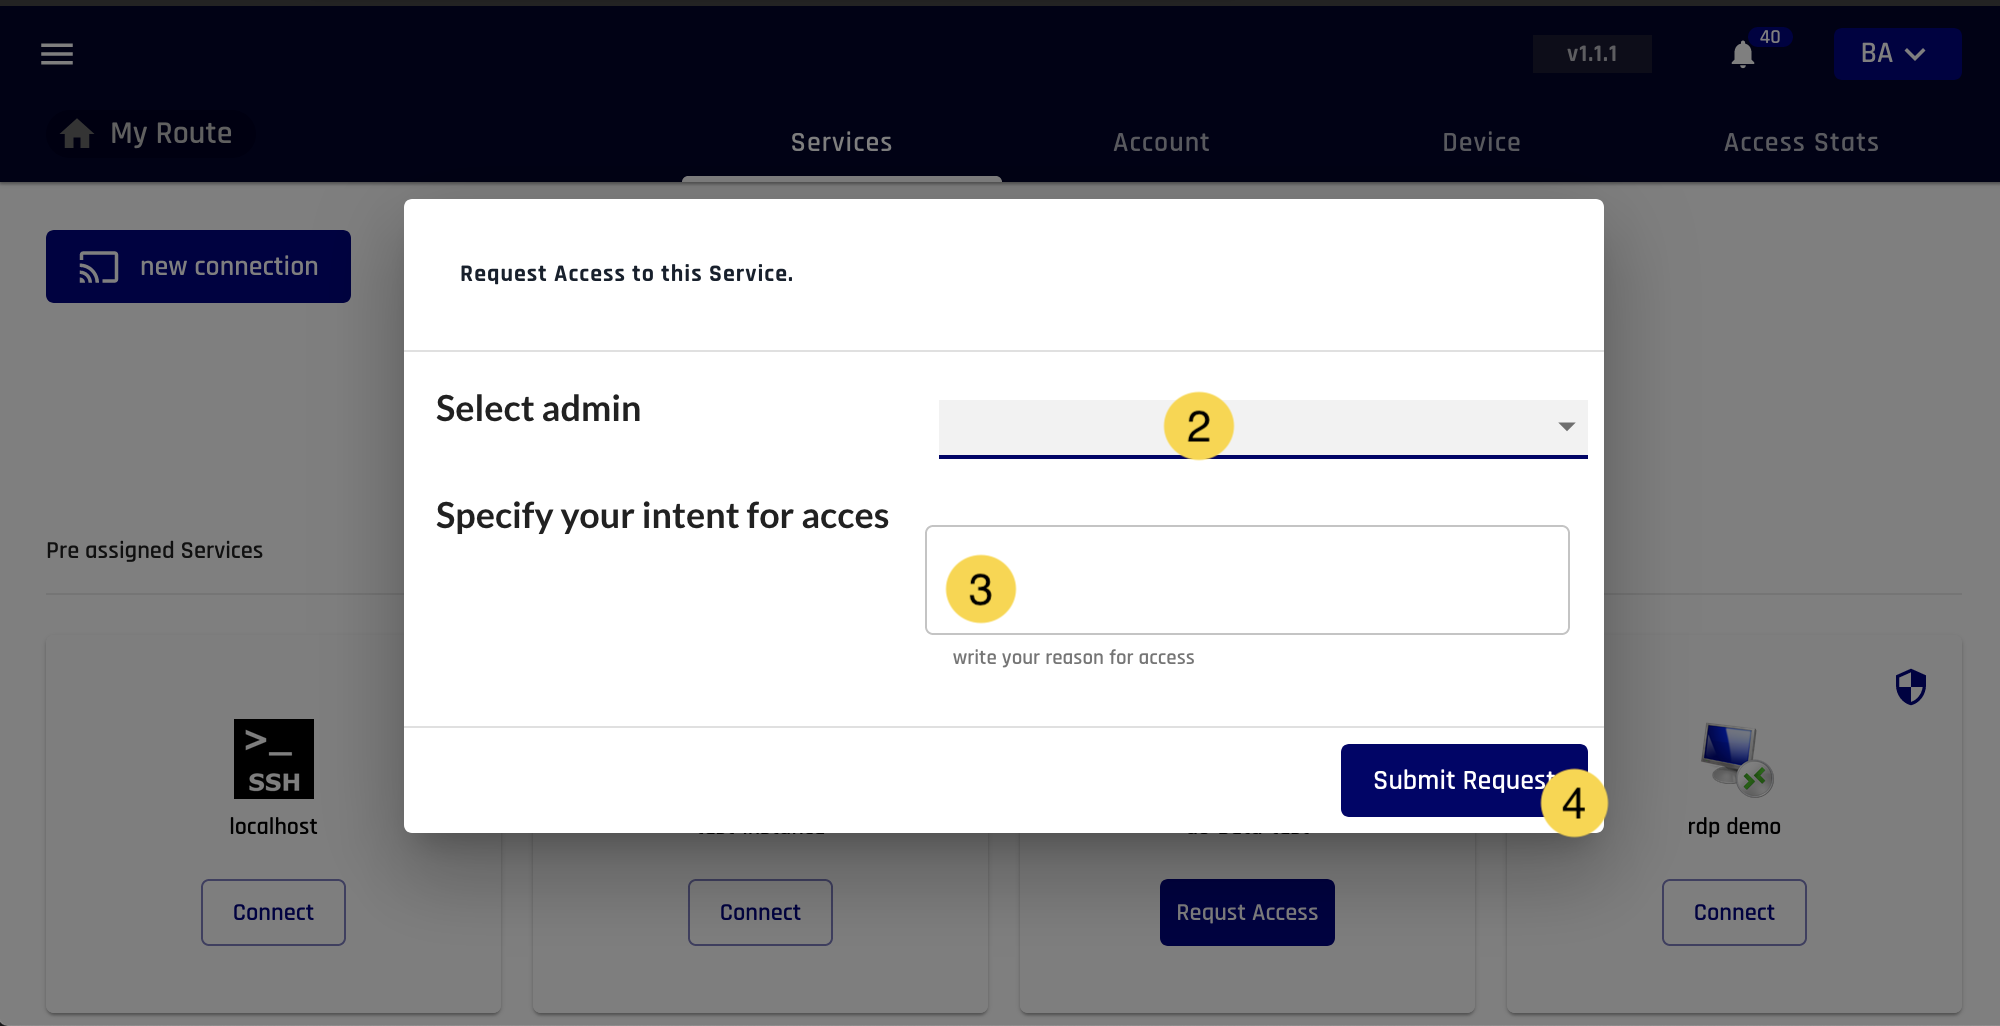 v1.1.1
40
BA
My Route
Services
Account
Device
Access Stats
new connection
Request Access to this Service.
Select admin
2
Specify your intent for acces
3
write your reason for access
Pre assigned Services
Submit Request
4
>_
SSH
localhost
rdp demo
Connect
Connect
Requst Access
Connect